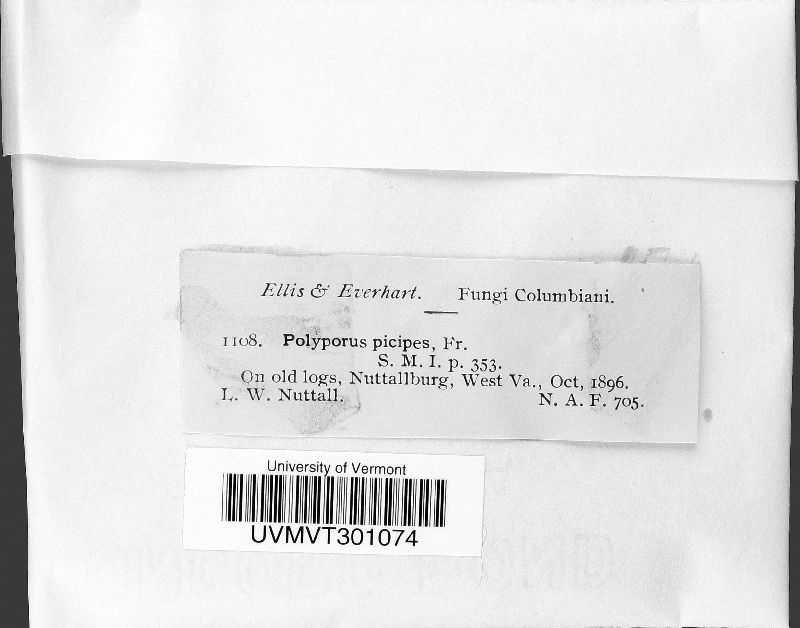 Ellis & Everhart. Fungi Columbiani.
1108. Polyporus picipes, Fr.
S. M. I. p. 353.
On old logs, Nuttallburg, West Va., Oct, 1896.
L. W. Nuttall. N. A. F. 705.
University of Vermont
UVMVT301074